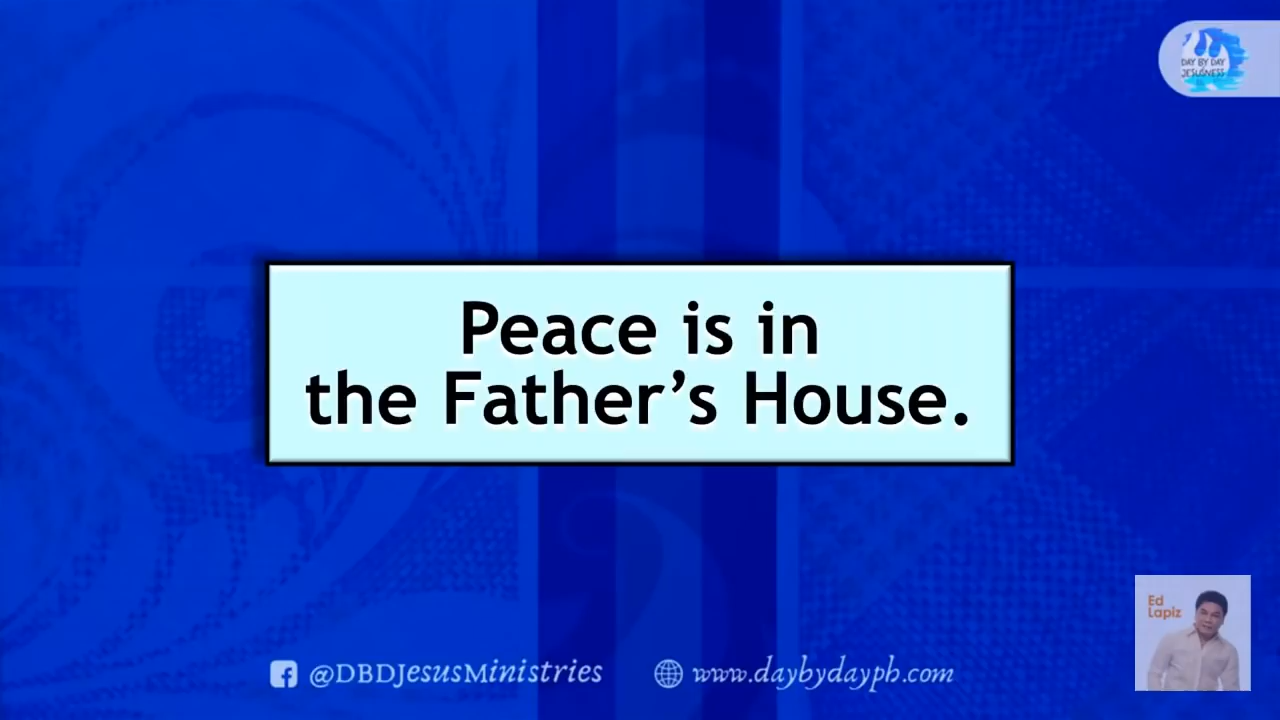 DAY BY DAY
JESUSNESS
Peace is in
the Father’s House.
Ed
Lapiz
@DBDJesusMinistries
www.daybydayph.com